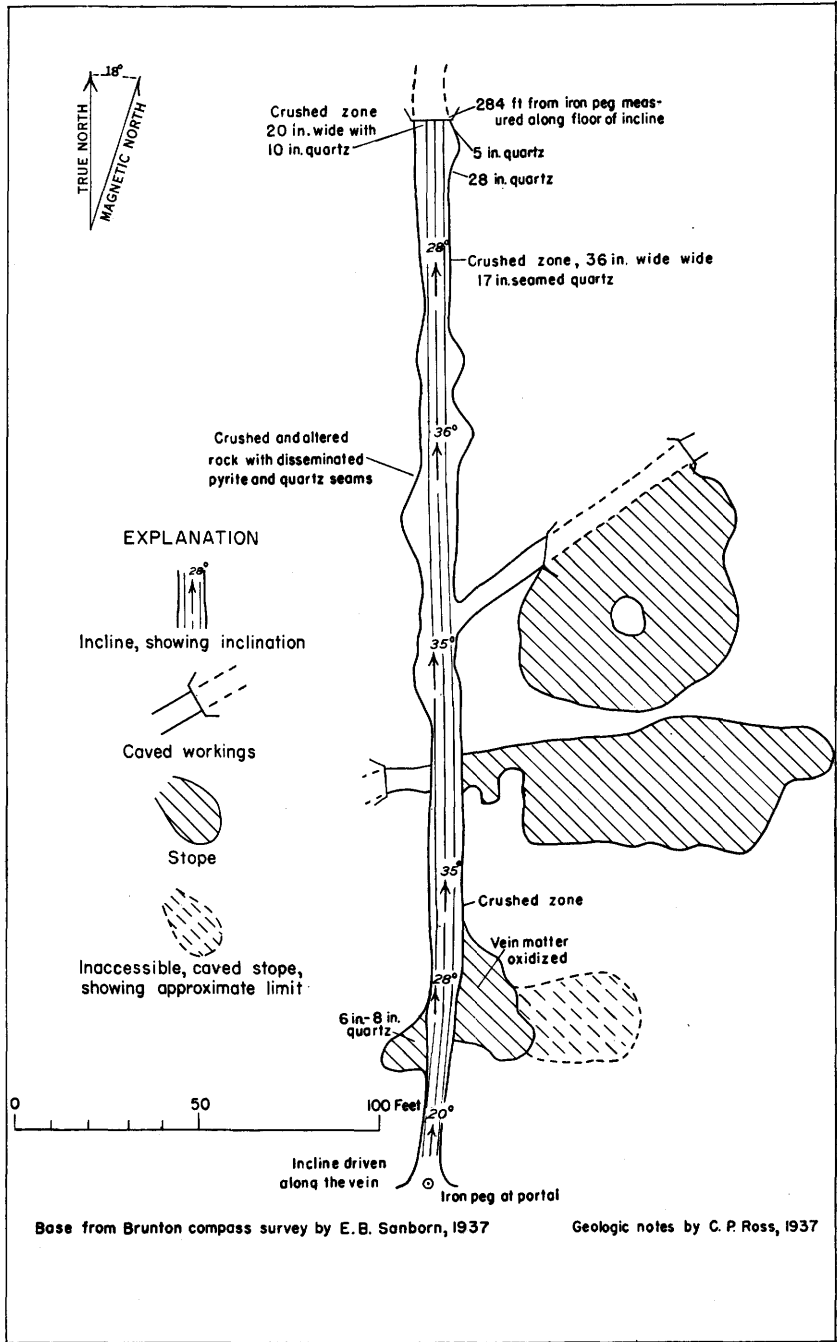 18°
TRUE NORTH
MAGNETIC NORTH
Crushed zone
20 in. wide with
10 in. quartz
284 ft from iron peg meas-
ured along floor of incline
5 in. quartz
28 in. quartz
28°
Crushed zone, 36 in. wide wide
17 in. seamed quartz
36°
Crushed and altered
rock with disseminated
pyrite and quartz seams
EXPLANATION
28°
Incline, showing inclination
35°
Caved workings
Stope
35°
Crushed zone
Vein matter
oxidized
Inaccessible, caved stope,
showing approximate limit
28°
6 in.-8 in.
quartz
0 50 100 Feet
20°
Incline driven
along the vein
Iron peg at portal
Base from Brunton compass survey by E. B. Sanborn, 1937
Geologic notes by C. P. Ross, 1937